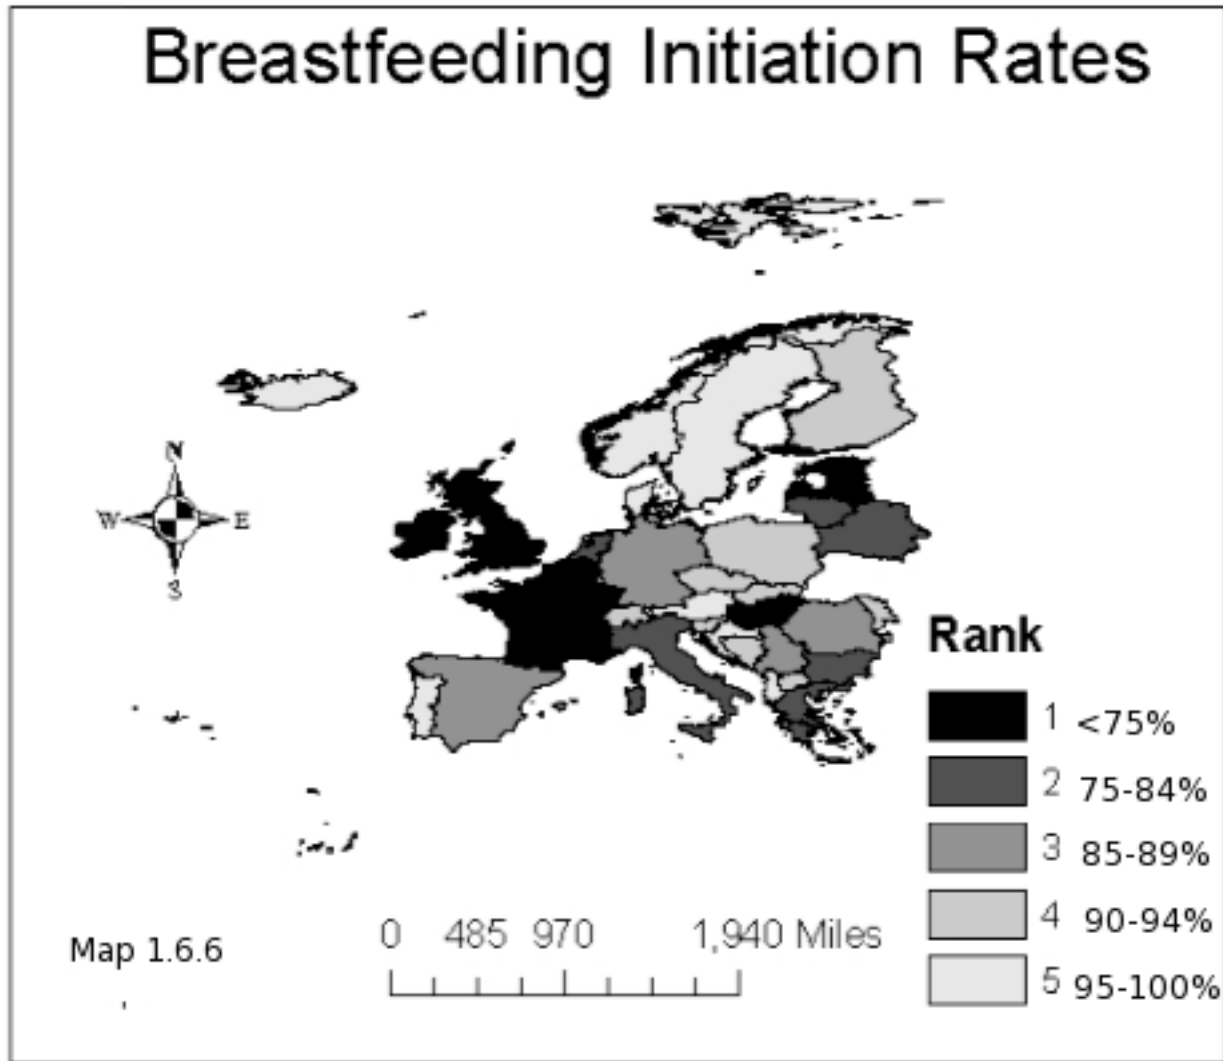 Breastfeeding Initiation Rates
N
W E
S
Rank
1 <75%
2 75-84%
3 85-89%
4 90-94%
5 95-100%
0 485 970 1,940 Miles
Map 1.6.6